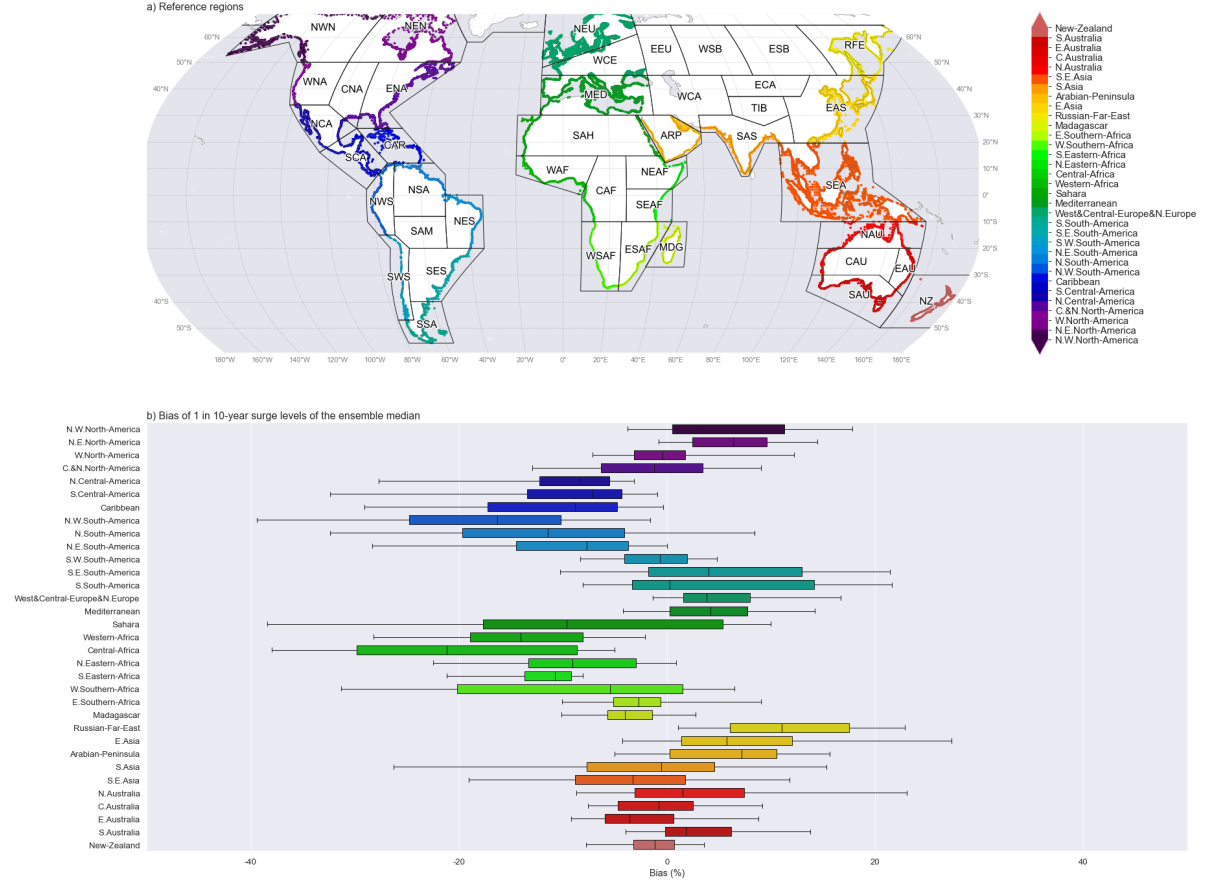 a) Reference regions
NWN
NEN
NEU
EEU
WSB
ESB
RFE
WCE
WNA
CNA
ENA
MED
WCA
ECA
TIB
EAS
NCA
SCA
CAR
SAH
ARP
SAS
WAF
CAF
NEAF
SEA
NSA
NWS
NES
SEAF
SAM
NAU
WSAF
ESAF
MDG
CAU
EAU
SWS
SES
SAU
NZ
SSA
60°N
60°N
50°N
50°N
40°N
40°N
30°N
30°N
20°N
20°N
10°N
10°N
0°
0°
10°S
10°S
20°S
20°S
30°S
40°S
40°S
50°S
50°S
180°W 160°W 140°W 120°W 100°W 80°W 60°W 40°W 20°W 0° 20°E 40°E 60°E 80°E 100°E 120°E 140°E 160°E 180°E
New-Zealand
S.Australia
E.Australia
C.Australia
N.Australia
S.E.Asia
S.Asia
Arabian-Peninsula
E.Asia
Russian-Far-East
Madagascar
E.Southern-Africa
W.Southern-Africa
S.Eastern-Africa
N.Eastern-Africa
Central-Africa
Western-Africa
Sahara
Mediterranean
West&Central-Europe&N.Europe
S.South-America
S.E.South-America
S.W.South-America
N.E.South-America
N.South-America
N.W.South-America
Caribbean
S.Central-America
N.Central-America
C.&N.North-America
W.North-America
N.E.North-America
N.W.North-America
b) Bias of 1 in 10-year surge levels of the ensemble median
N.W.North-America
N.E.North-America
W.North-America
C.&N.North-America
N.Central-America
S.Central-America
Caribbean
N.W.South-America
N.South-America
N.E.South-America
S.W.South-America
S.E.South-America
S.South-America
West&Central-Europe&N.Europe
Mediterranean
Sahara
Western-Africa
Central-Africa
N.Eastern-Africa
S.Eastern-Africa
W.Southern-Africa
E.Southern-Africa
Madagascar
Russian-Far-East
E.Asia
Arabian-Peninsula
S.Asia
S.E.Asia
N.Australia
C.Australia
E.Australia
S.Australia
New-Zealand
-40 -20 0 20 40
Bias (%)